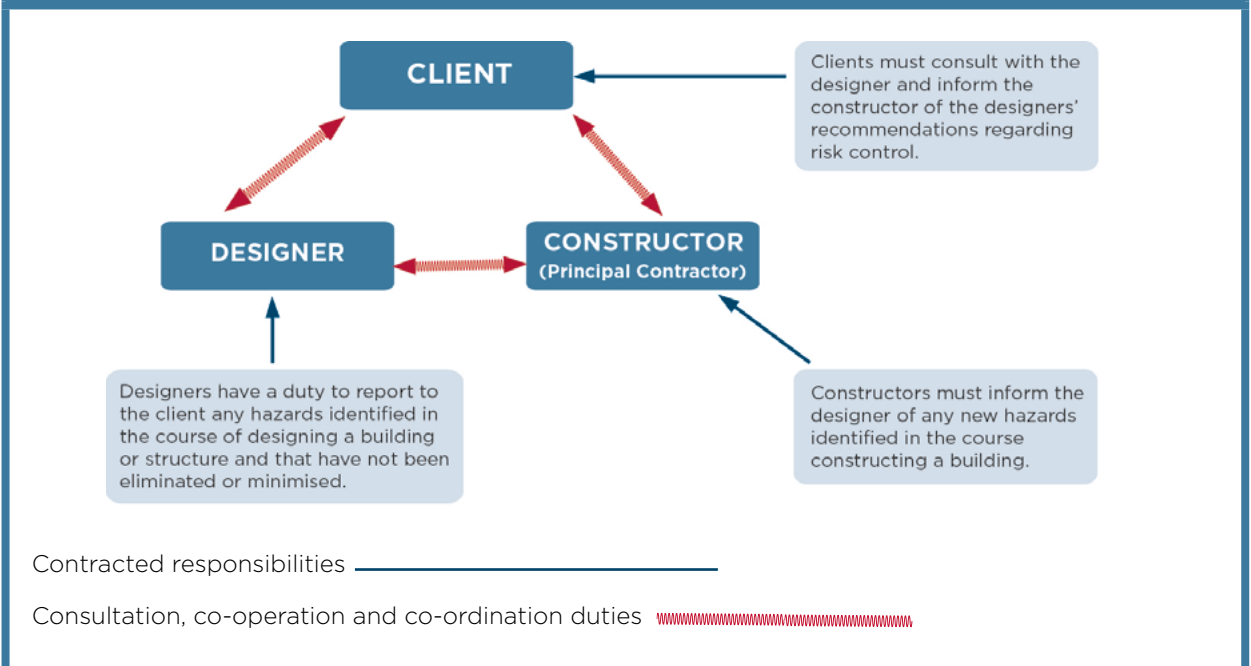 CLIENT
Clients must consult with the
designer and inform the
constructor of the designers'
recommendations regarding
risk control.
DESIGNER
CONSTRUCTOR
(Principal Contractor)
Designers have a duty to report to
the client any hazards identified in
the course of designing a building
or structure and that have not been
eliminated or minimised.
Constructors must inform the
designer of any new hazards
identified in the course
constructing a building.
Contracted responsibilities
Consultation, co-operation and co-ordination duties